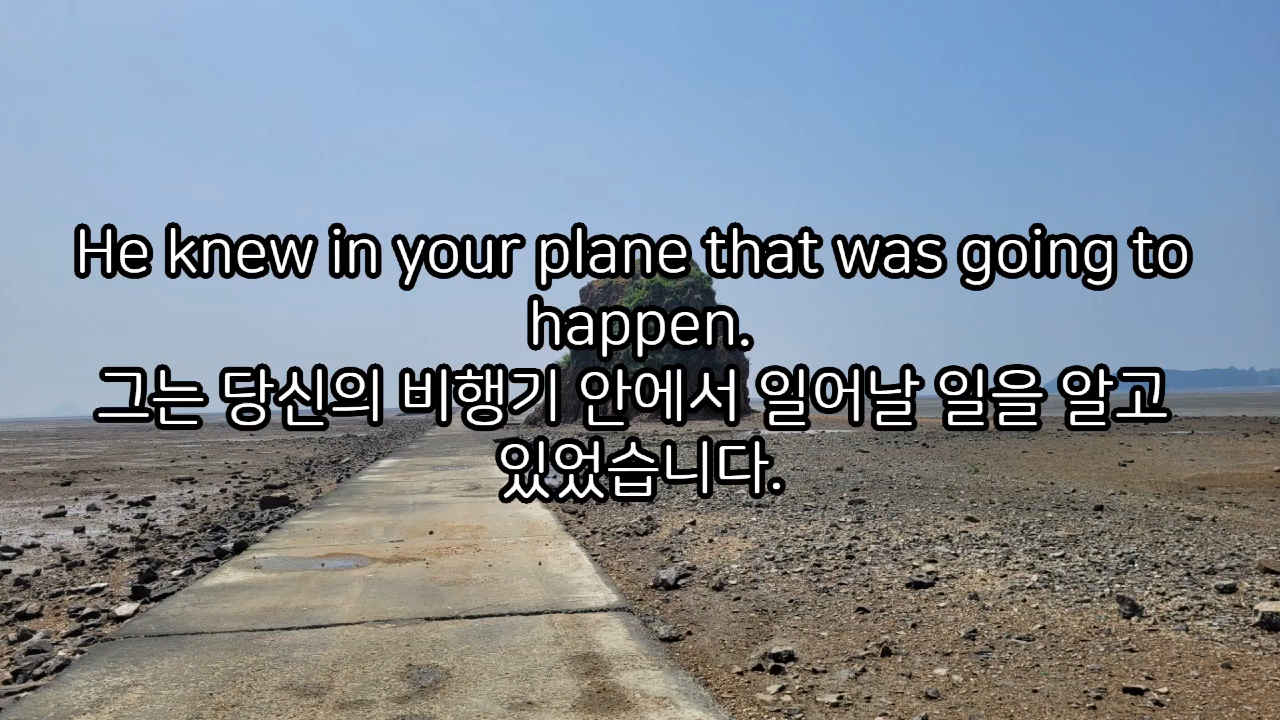 He knew in your plane that was going to
happen.
그는 당신의 비행기 안에서 일어날 일을 알고
있었습니다.